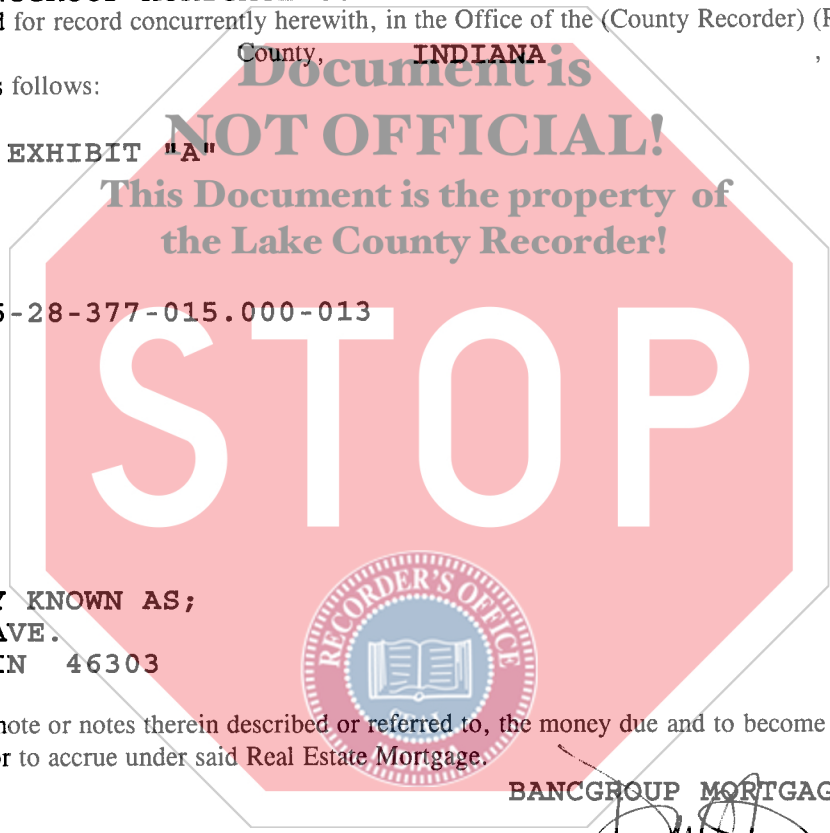 for record concurrently herewith, in the Office of the (County Recorder)
County, INDIANA ,
follows:
Document is
NOT OFFICIAL!
EXHIBIT "A"
This Document is the property of
the Lake County Recorder!
-28-377-015.000-013
STOP
RECORDER'S OFFICE
KNOWN AS;
AVE.
IN 46303
note or notes therein described or referred to, the money due and to become
or to accrue under said Real Estate Mortgage.
BANCGROUP